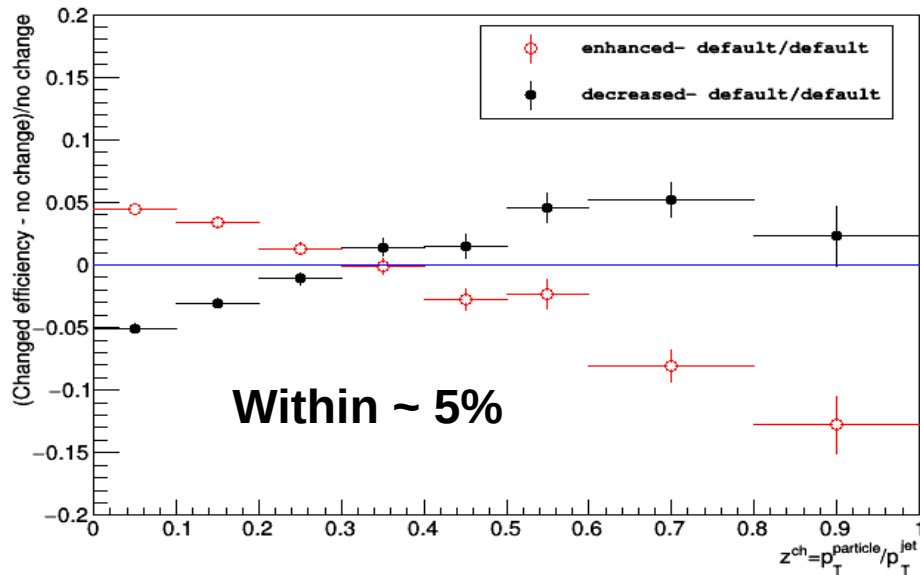 (Changed efficiency - no change)/no change
0.2
0.15
0.1
0.05
0
−0.05
−0.1
−0.15
−0.2
enhanced- default/default
decreased- default/default
Within ~ 5%
0 0.1 0.2 0.3 0.4 0.5 0.6 0.7 0.8 0.9 1
z^ch=p_T^particle/p_T^jet